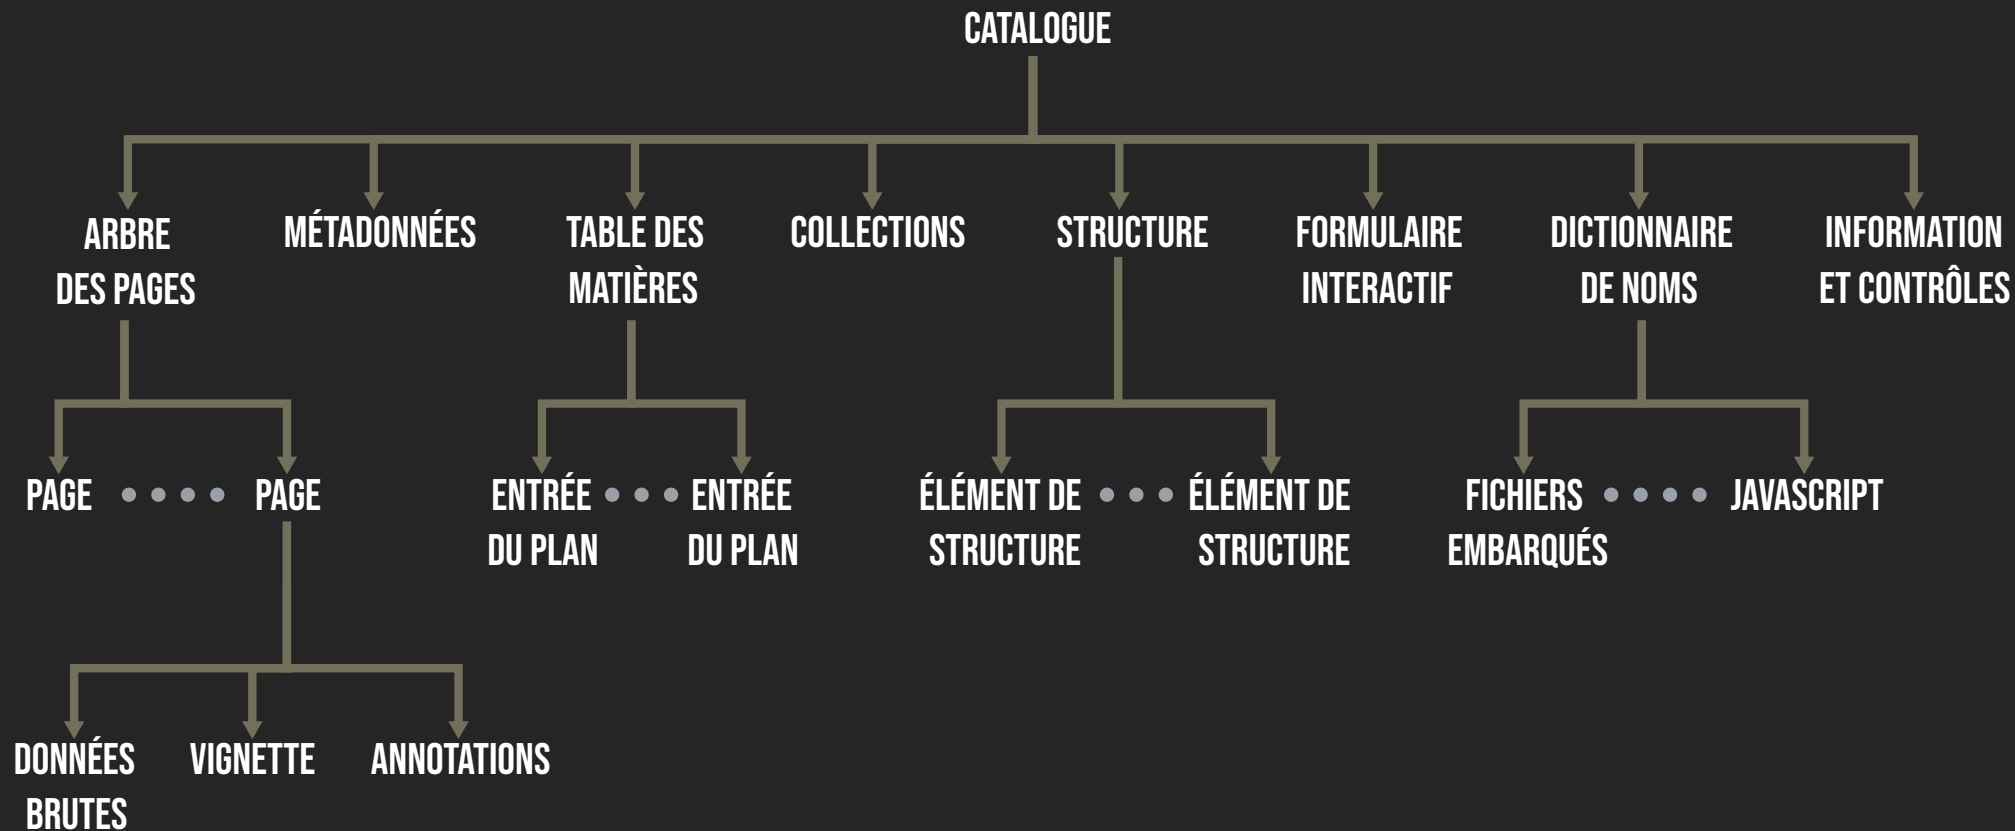 CATALOGUE
ARBRE
DES PAGES
MÉTADONNÉES
TABLE DES
MATIÈRES
COLLECTIONS
STRUCTURE
FORMULAIRE
INTERACTIF
DICTIONNAIRE
DE NOMS
INFORMATION
ET CONTRÔLES
PAGE
PAGE
ENTRÉE
DU PLAN
ENTRÉE
DU PLAN
ÉLÉMENT DE
STRUCTURE
ÉLÉMENT DE
STRUCTURE
FICHIERS
EMBARQUÉS
JAVASCRIPT
DONNÉES
BRUTES
VIGNETTE
ANNOTATIONS